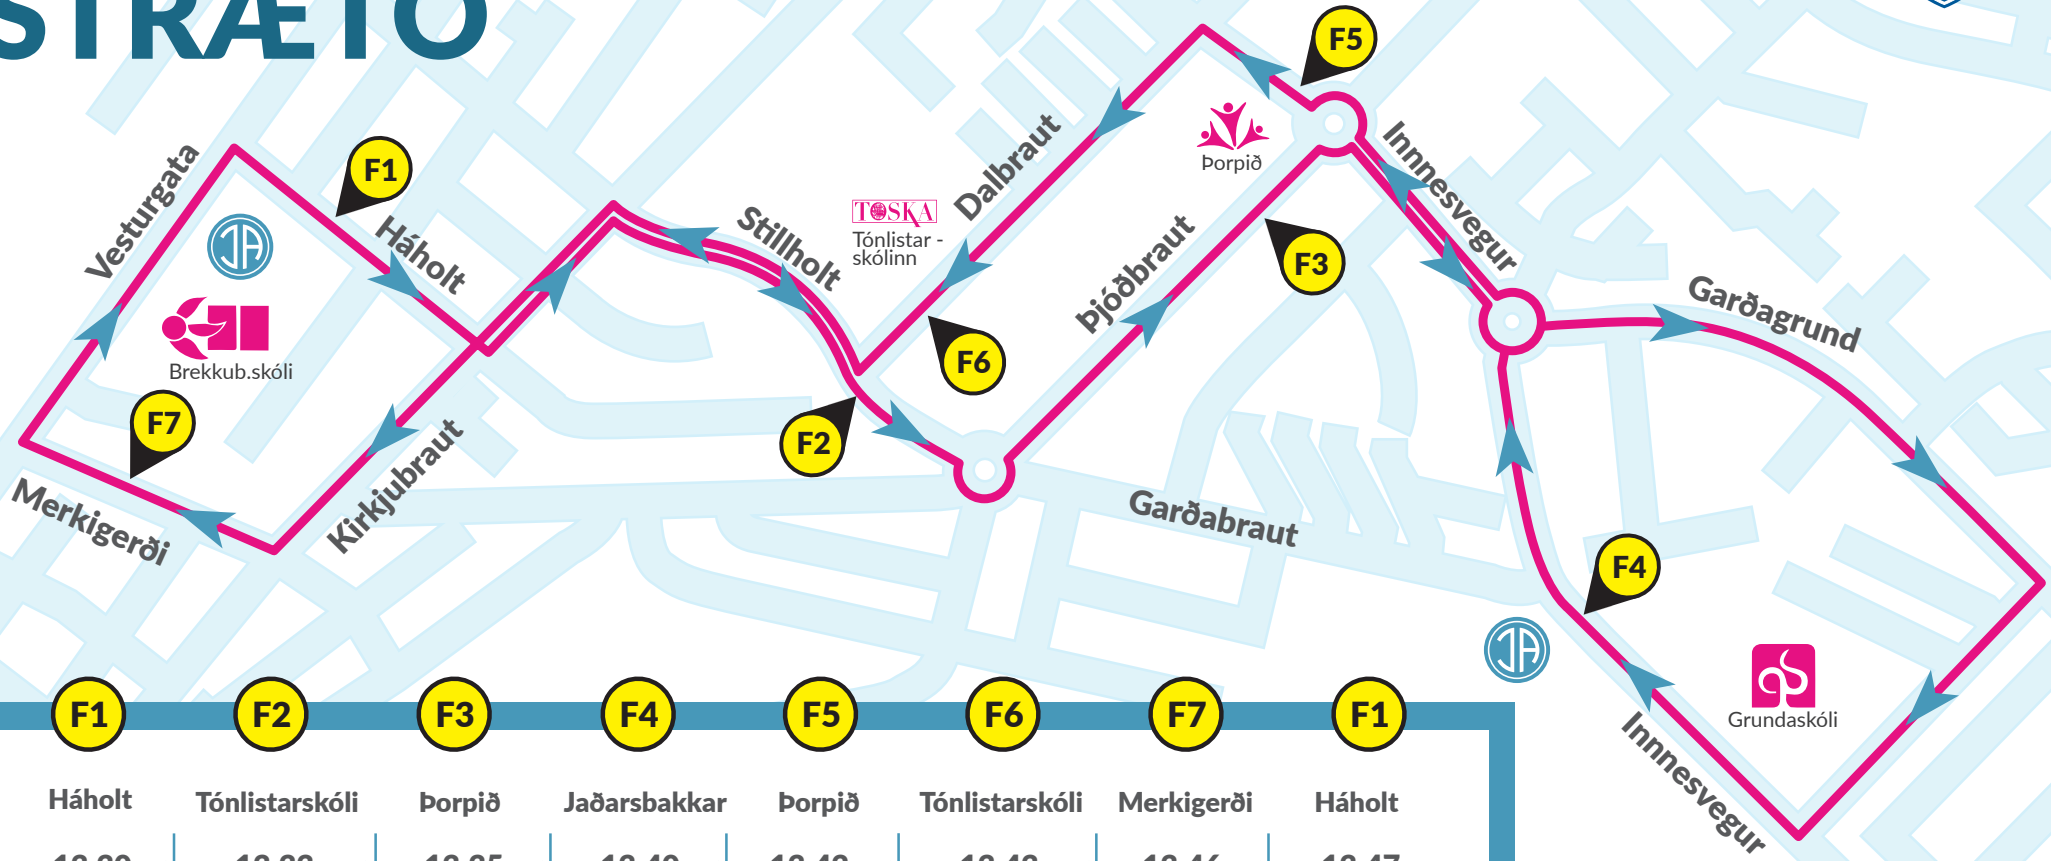 STRÆTÓ
F5
F1
Innnesvegur
Þorpið
Vesturgata
Dalbraut
TOSKA
Tónlistar -
skólinn
Háholt
Stillholt
Þjóðbraut
F3
Garðagrund
JA
Brekkub.skóli
F6
F7
F2
Kirkjubraut
Merkigerði
Garðabraut
F4
JA
Grundaskóli
Innnesvegur
F1 F2 F3 F4 F5 F6 F7 F1
Háholt Tónlistarskóli Þorpið Jaðarsbakkar Þorpið Tónlistarskóli Merkigerði Háholt